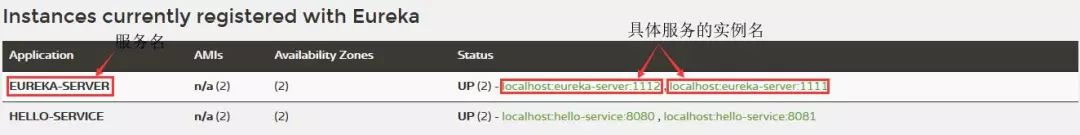 Instances currently registered with Eureka
服务名
具体服务的实例名
Application AMIs Availability Zones Status
EUREKA-SERVER n/a (2) (2) UP (2) - localhost:eureka-server:1112 , localhost:eureka-server:1111
HELLO-SERVICE n/a (2) (2) UP (2) - localhost:hello-service:8080 , localhost:hello-service:8081